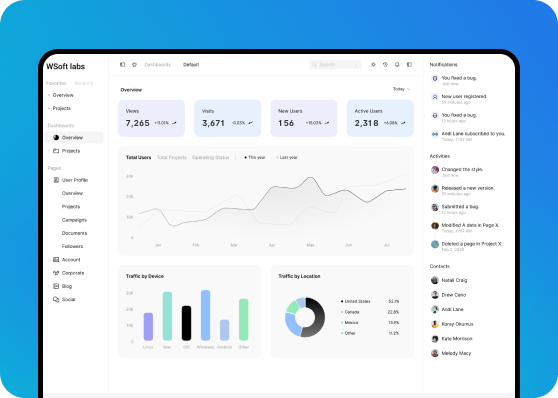 WSoft labs
Favorites
Recently
Overview
Projects
Dashboards
Overview
Projects
Pages
User Profile
Overview
Projects
Campaigns
Documents
Followers
Account
Corporate
Blog
Social
Dashboards
Default
Search
Overview
Today
Views
7,265
+11.01%
Visits
3,671
-0.03%
New Users
156
+15.03%
Active Users
2,318
+6.08%
Total Users
Total Projects
Operating Status
This year
Last year
30K
20K
10K
0
Jan
Feb
Mar
Apr
May
Jun
Jul
Traffic by Device
30K
20K
10K
0
Linux
Mac
iOS
Windows
Android
Other
Traffic by Location
United States 52.1%
Canada 22.8%
Mexico 13.9%
Other 11.2%
Notifications
You fixed a bug.
Just now
New user registered.
59 minutes ago
You fixed a bug.
12 hours ago
Andi Lane subscribed to you.
Today, 11:59 AM
Activities
Changed the style.
Just now
Released a new version.
59 minutes ago
Submitted a bug.
12 hours ago
Modified A data in Page X.
Today, 11:59 AM
Deleted a page in Project X.
Feb 2, 2025
Contacts
Natali Craig
Drew Cano
Andi Lane
Koray Okumus
Kate Morrison
Melody Macy